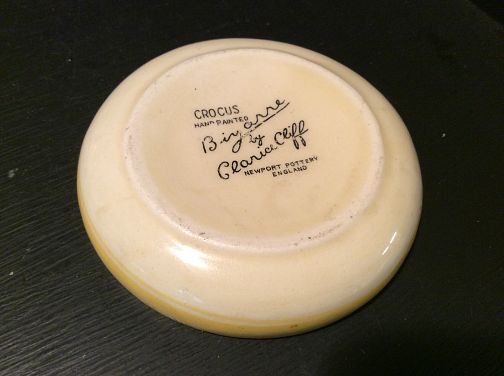 CROCUS
HAND PAINTED
Bizarre
by
Clarice Cliff
NEWPORT POTTERY
ENGLAND